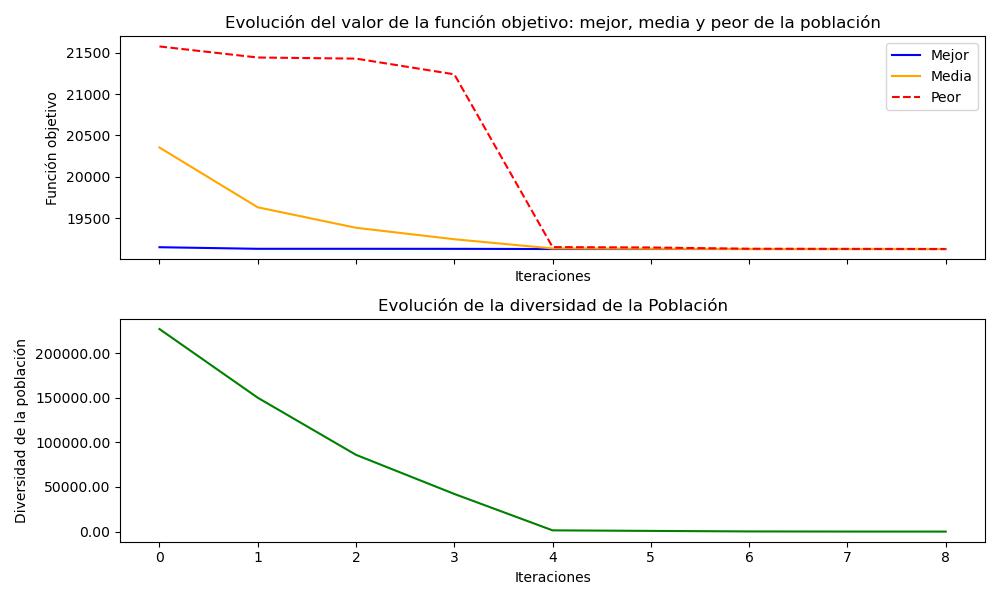 Evolución del valor de la función objetivo: mejor, media y peor de la población
Función objetivo
21500
21000
20500
20000
19500
Mejor
Media
Peor
Iteraciones
Evolución de la diversidad de la Población
Diversidad de la población
200000.00
150000.00
100000.00
50000.00
0.00
0 1 2 3 4 5 6 7 8
Iteraciones